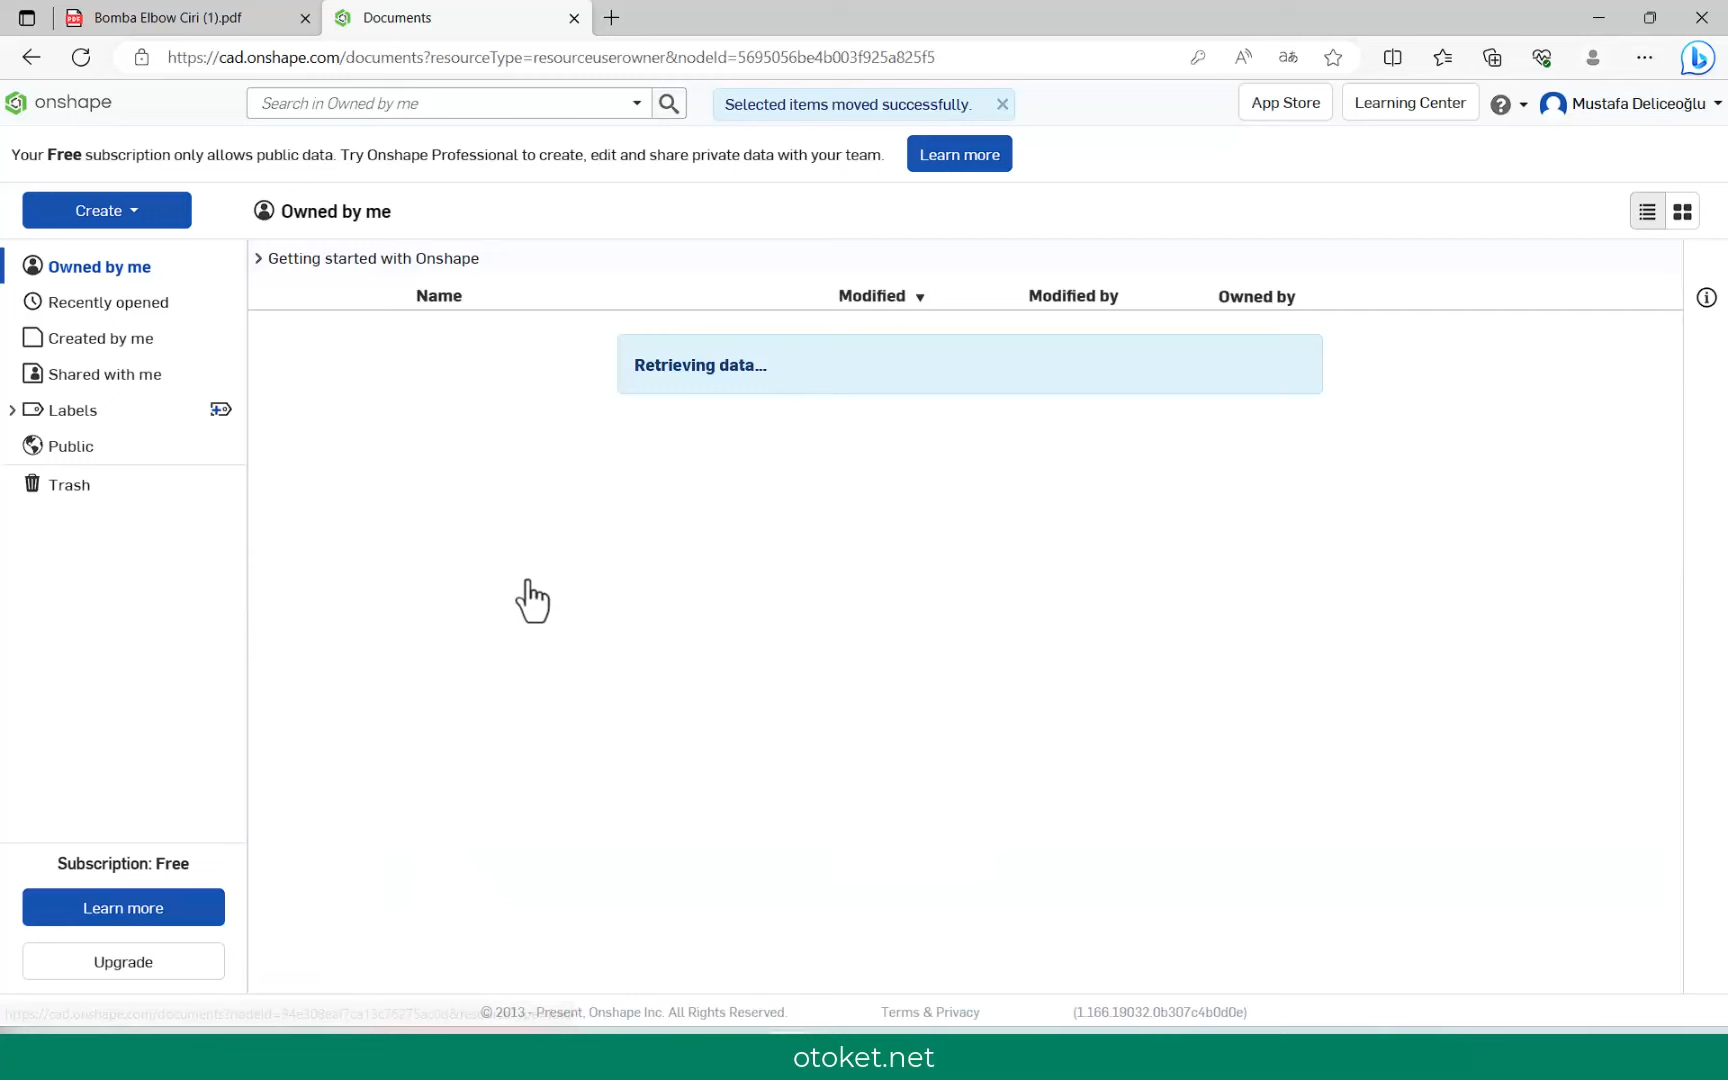 Bomba Elbow Ciri (1).pdf
Documents
https://cad.onshape.com/documents?resourceType=resourceuserowner&nodeId=5695056be4b003f925a825f5
onshape
Search in Owned by me
Selected items moved successfully.
App Store
Learning Center
Mustafa Deliceoğlu
Your Free subscription only allows public data. Try Onshape Professional to create, edit and share private data with your team.
Learn more
Create
Owned by me
Owned by me
Getting started with Onshape
Recently opened
Name
Modified
Modified by
Owned by
Created by me
Retrieving data...
Shared with me
Labels
Public
Trash
Subscription: Free
Learn more
Upgrade
© 2013 - Present, Onshape Inc. All Rights Reserved.
Terms & Privacy
(1.166.19032.0b307c4b0d0e)
otoket.net